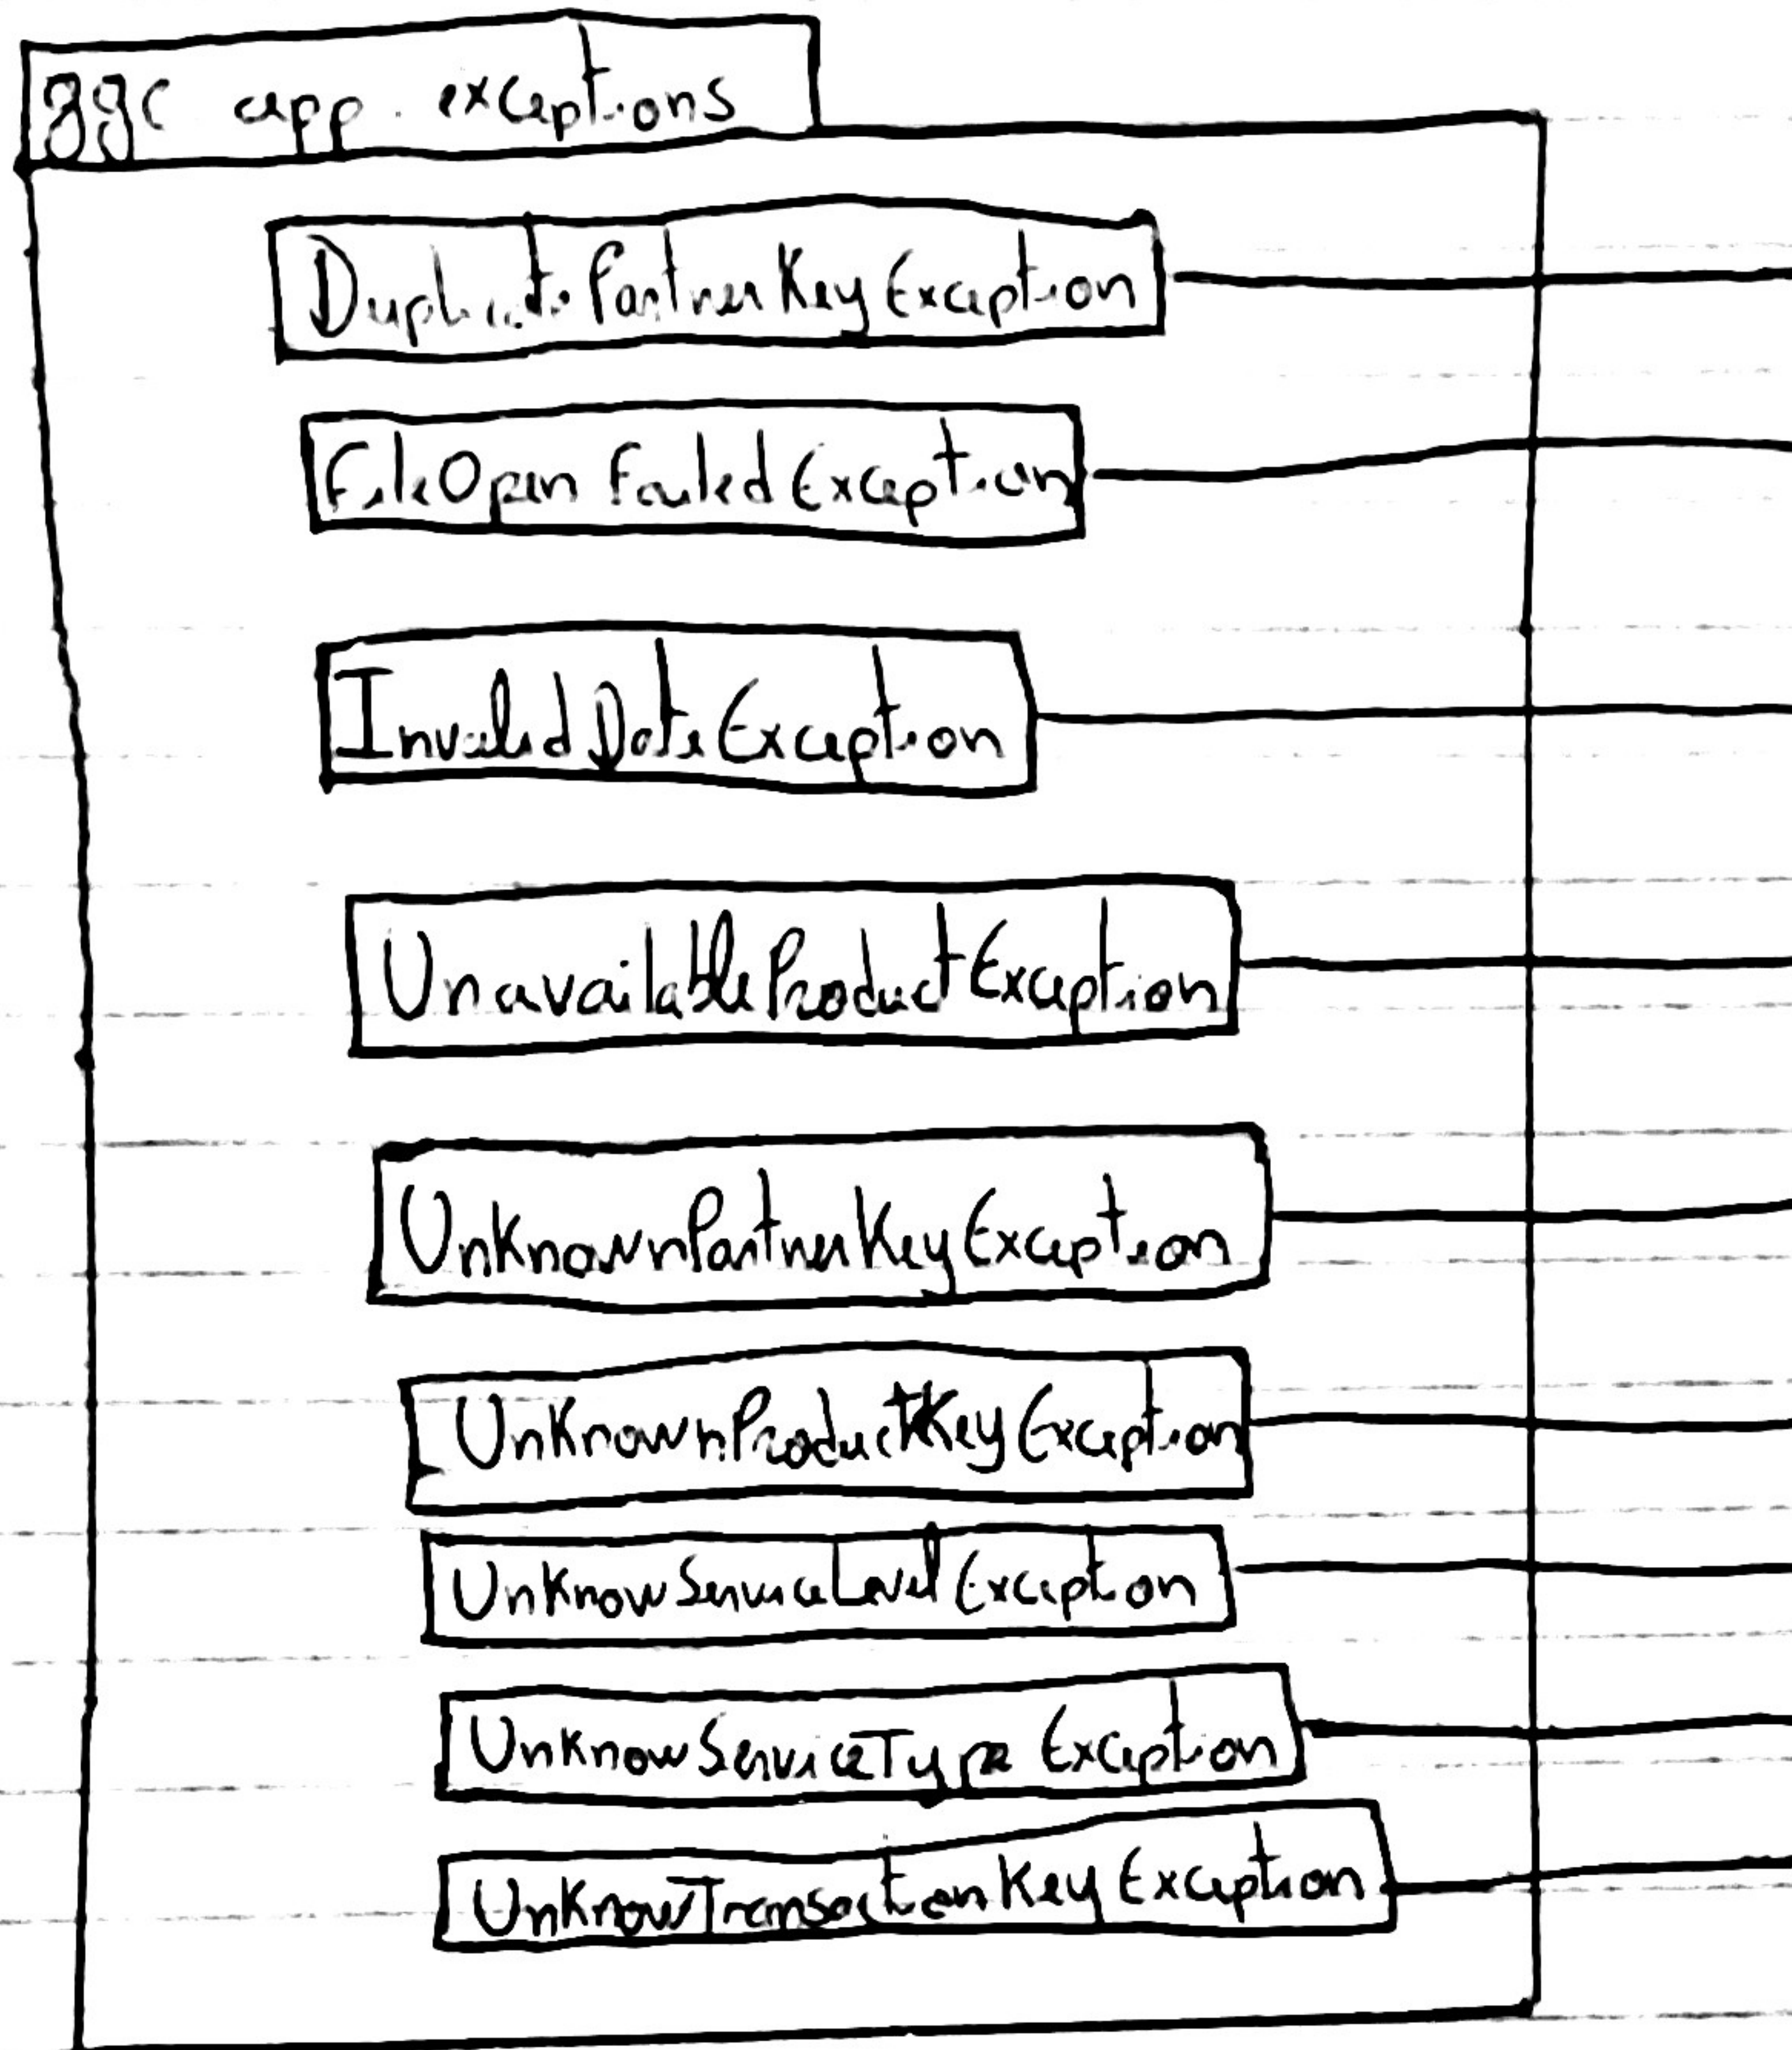 ggc app.exceptions
DuplicatePartnerKeyException
FileOpenFailedException
InvalidDateException
UnavailableProductException
UnknownPartnerKeyException
UnknownProductKeyException
UnknowServiceLevelException
UnknowServiceTypeException
UnknowTransactionKeyException